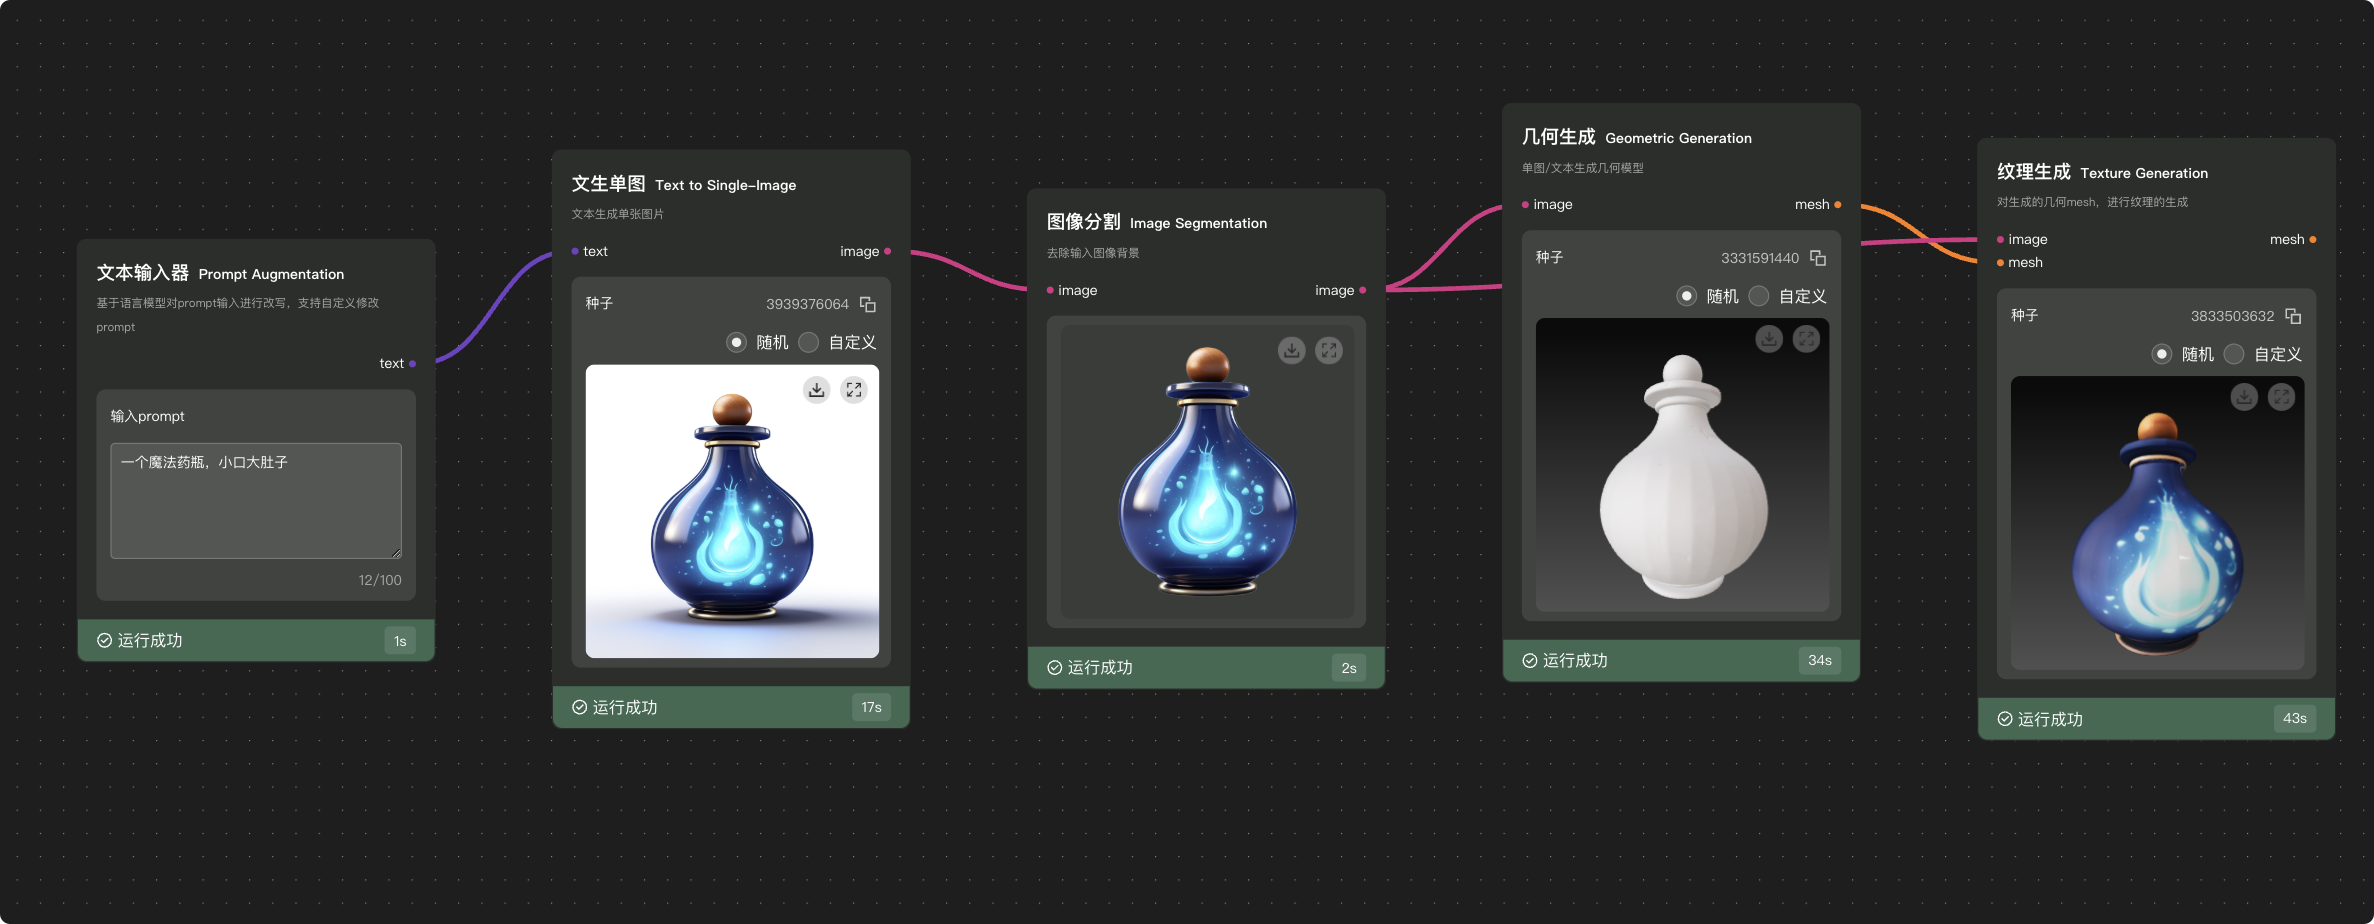 文本输入器 Prompt Augmentation
基于语言模型对prompt输入进行改写，支持自定义修改
prompt
text
输入prompt
一个魔法药瓶，小口大肚子
12/100
运行成功 1s
文生单图 Text to Single-Image
文本生成单张图片
text image
种子 3939376064
随机 自定义
运行成功 17s
图像分割 Image Segmentation
去除输入图像背景
image image
运行成功 2s
几何生成 Geometric Generation
单图/文本生成几何模型
image mesh
种子 3331591440
随机 自定义
运行成功 34s
纹理生成 Texture Generation
对生成的几何mesh，进行纹理的生成
image mesh
mesh
种子 3833503632
随机 自定义
运行成功 43s